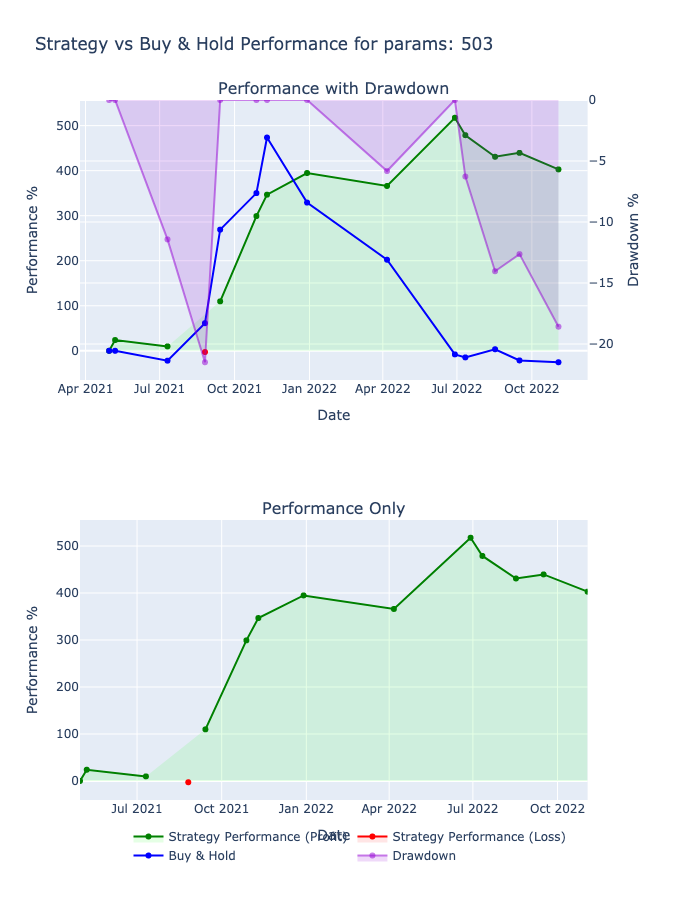 Strategy vs Buy & Hold Performance for params: 503
Performance with Drawdown
500
400
300
200
100
0
Performance %
0
−5
−10
−15
−20
Drawdown %
Apr 2021 Jul 2021 Oct 2021 Jan 2022 Apr 2022 Jul 2022 Oct 2022
Date
Performance Only
500
400
300
200
100
0
Performance %
Jul 2021 Oct 2021 Jan 2022 Apr 2022 Jul 2022 Oct 2022
Date
Strategy Performance (Profit) Strategy Performance (Loss)
Buy & Hold Drawdown